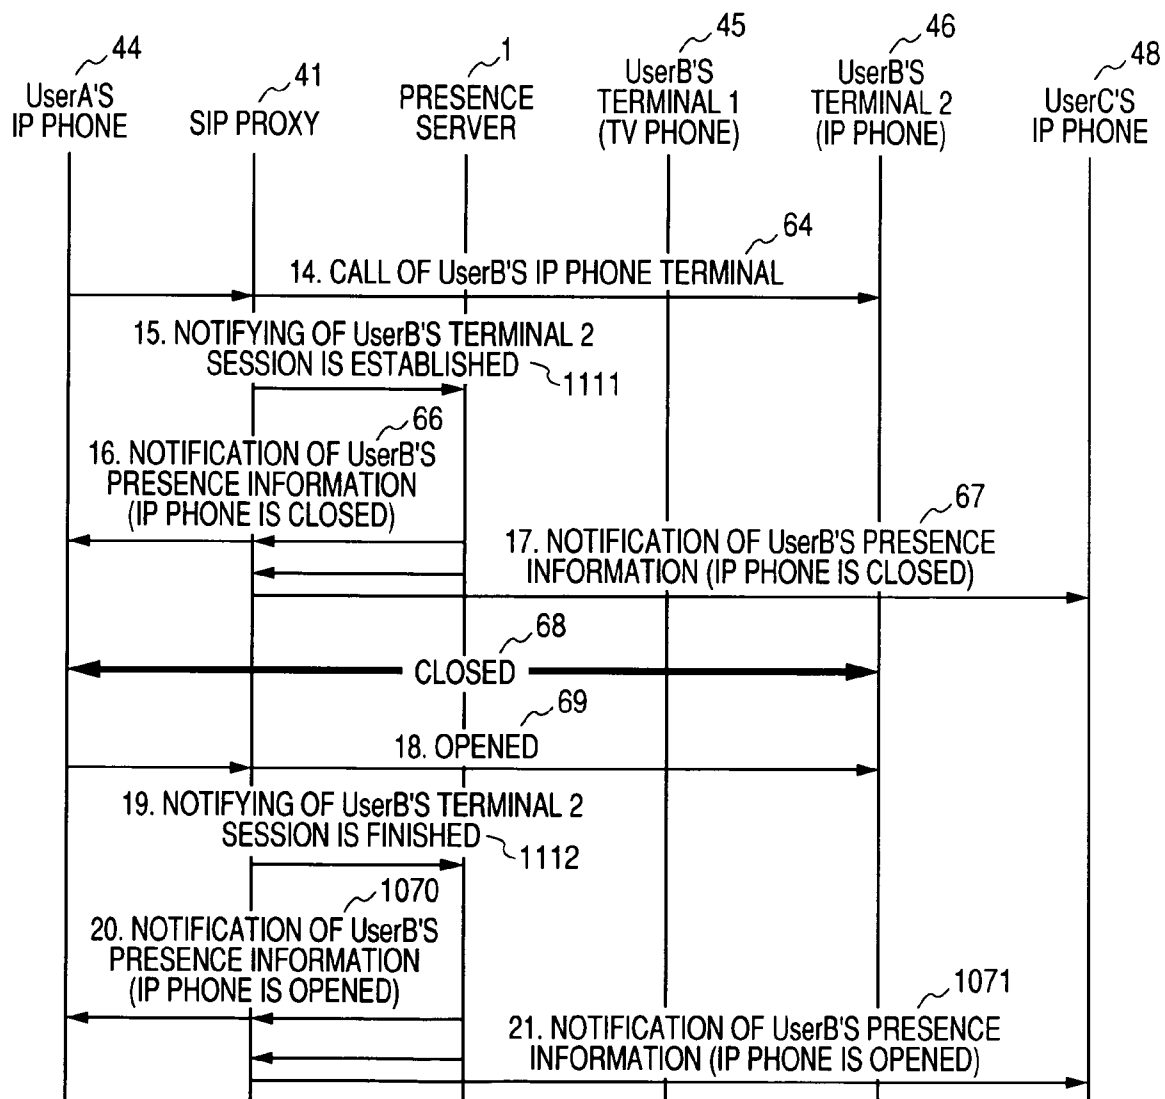 44
UserA'S
IP PHONE
41
SIP PROXY
1
PRESENCE
SERVER
45
UserB'S
TERMINAL 1
(TV PHONE)
46
UserB'S
TERMINAL 2
(IP PHONE)
48
UserC'S
IP PHONE
64
14. CALL OF UserB'S IP PHONE TERMINAL
15. NOTIFYING OF UserB'S TERMINAL 2
SESSION IS ESTABLISHED
1111
66
16. NOTIFICATION OF UserB'S
PRESENCE INFORMATION
(IP PHONE IS CLOSED)
67
17. NOTIFICATION OF UserB'S PRESENCE
INFORMATION (IP PHONE IS CLOSED)
68
CLOSED
69
18. OPENED
19. NOTIFYING OF UserB'S TERMINAL 2
SESSION IS FINISHED
1112
1070
20. NOTIFICATION OF UserB'S
PRESENCE INFORMATION
(IP PHONE IS OPENED)
1071
21. NOTIFICATION OF UserB'S PRESENCE
INFORMATION (IP PHONE IS OPENED)